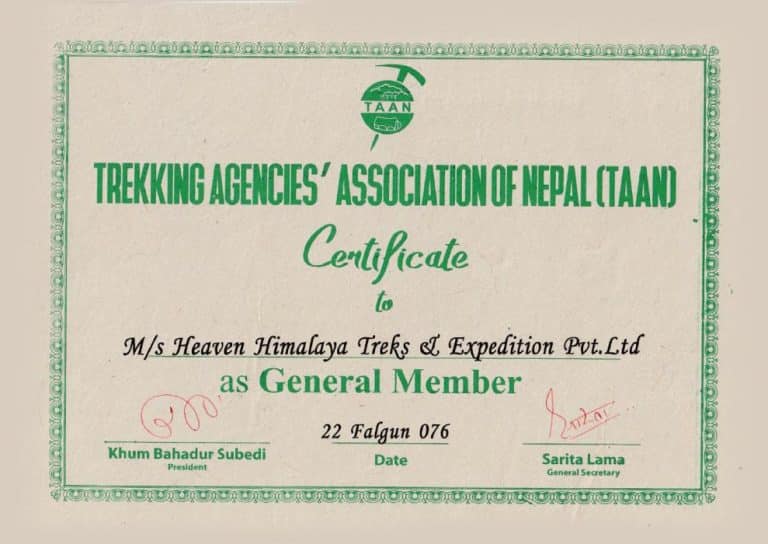 TAAN
TREKKING AGENCIES' ASSOCIATION OF NEPAL (TAAN)
Certificate
to
M/s Heaven Himalaya Treks & Expedition Pvt.Ltd
as General Member
22 Falgun 076
Khum Bahadur Subedi
President
Date
Sarita Lama
General Secretary